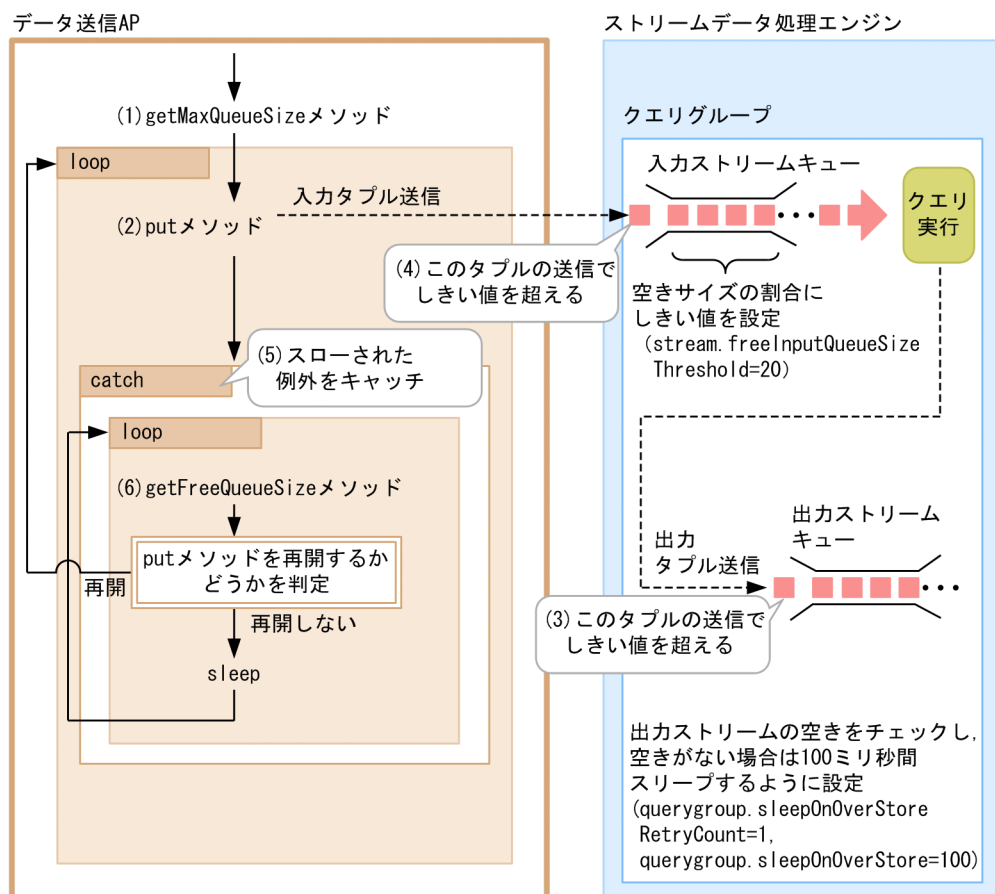 データ送信AP
ストリームデータ処理エンジン
(1)getMaxQueueSizeメソッド
クエリグループ
loop
入力ストリームキュー
入力タプル送信
(2)putメソッド
クエリ
実行
(4)このタプルの送信で
しきい値を超える
空きサイズの割合に
しきい値を設定
(stream.freeInputQueueSize
Threshold=20)
(5)スローされた
例外をキャッチ
catch
loop
(6)getFreeQueueSizeメソッド
putメソッドを再開するか
どうかを判定
再開
再開しない
sleep
出力ストリーム
キュー
出力
タプル送信
(3)このタプルの送信で
しきい値を超える
出力ストリームの空きをチェックし,
空きがない場合は100ミリ秒間
スリープするように設定
(querygroup.sleepOnOverStore
RetryCount=1,
querygroup.sleepOnOverStore=100)